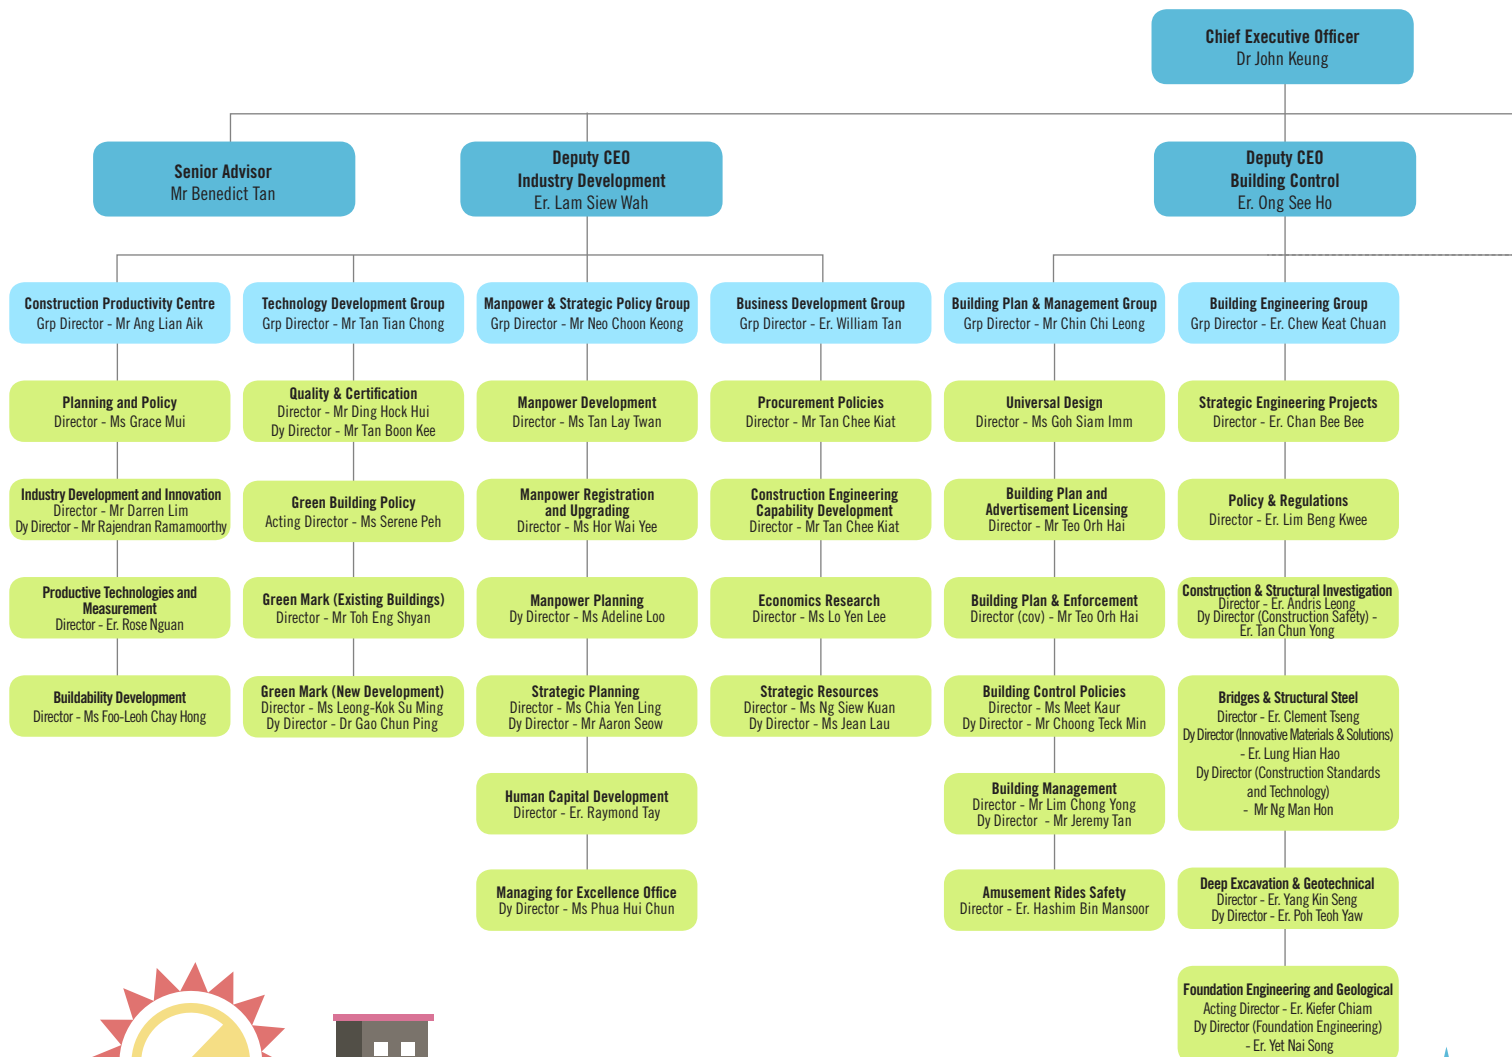 Chief Executive Officer
Dr John Keung
Senior Advisor
Mr Benedict Tan
Deputy CEO
Industry Development
Er. Lam Siew Wah
Deputy CEO
Building Control
Er. Ong See Ho
Construction Productivity Centre
Grp Director - Mr Ang Lian Aik
Planning and Policy
Director - Ms Grace Mui
Industry Development and Innovation
Director - Mr Darren Lim
Dy Director - Mr Rajendran Ramamoorthy
Productive Technologies and
Measurement
Director - Er. Rose Nguan
Buildability Development
Director - Ms Foo-Leoh Chay Hong
Technology Development Group
Grp Director - Mr Tan Tian Chong
Quality & Certification
Director - Mr Ding Hock Hui
Dy Director - Mr Tan Boon Kee
Green Building Policy
Acting Director - Ms Serene Peh
Green Mark (Existing Buildings)
Director - Mr Toh Eng Shyan
Green Mark (New Development)
Director - Ms Leong-Kok Su Ming
Dy Director - Dr Gao Chun Ping
Manpower & Strategic Policy Group
Grp Director - Mr Neo Choon Keong
Manpower Development
Director - Ms Tan Lay Twan
Manpower Registration
and Upgrading
Director - Ms Hor Wai Yee
Manpower Planning
Dy Director - Ms Adeline Loo
Strategic Planning
Director - Ms Chia Yen Ling
Dy Director - Mr Aaron Seow
Human Capital Development
Director - Er. Raymond Tay
Managing for Excellence Office
Dy Director - Ms Phua Hui Chun
Business Development Group
Grp Director - Er. William Tan
Procurement Policies
Director - Mr Tan Chee Kiat
Construction Engineering
Capability Development
Director - Mr Tan Chee Kiat
Economics Research
Director - Ms Lo Yen Lee
Strategic Resources
Director - Ms Ng Siew Kuan
Dy Director - Ms Jean Lau
Building Plan & Management Group
Grp Director - Mr Chin Chi Leong
Universal Design
Director - Ms Goh Siam Imm
Building Plan and
Advertisement Licensing
Director - Mr Teo Orh Hai
Building Plan & Enforcement
Director (cov) - Mr Teo Orh Hai
Building Control Policies
Director - Ms Meet Kaur
Dy Director - Mr Choong Teck Min
Building Management
Director - Mr Lim Chong Yong
Dy Director - Mr Jeremy Tan
Amusement Rides Safety
Director - Er. Hashim Bin Mansoor
Building Engineering Group
Grp Director - Er. Chew Keat Chuan
Strategic Engineering Projects
Director - Er. Chan Bee Bee
Policy & Regulations
Director - Er. Lim Beng Kwee
Construction & Structural Investigation
Director - Er. Andris Leong
Dy Director (Construction Safety) -
Er. Tan Chun Yong
Bridges & Structural Steel
Director - Er. Clement Tseng
Dy Director (Innovative Materials & Solutions)
- Er. Lung Hian Hao
Dy Director (Construction Standards
and Technology)
- Mr Ng Man Hon
Deep Excavation & Geotechnical
Director - Er. Yang Kin Seng
Dy Director - Er. Poh Teoh Yaw
Foundation Engineering and Geological
Acting Director - Er. Kiefer Chiam
Dy Director (Foundation Engineering)
- Er. Yet Nai Song